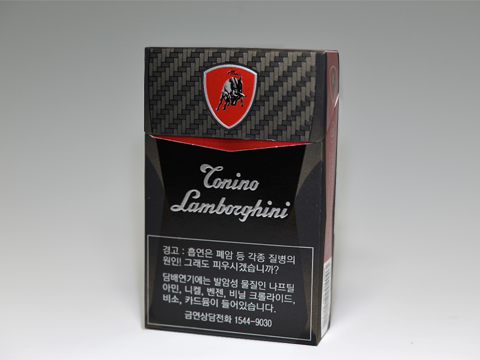 Tonino
Lamborghini
경고 : 흡연은 폐암 등 각종 질병의
원인! 그래도 피우시겠습니까?
담배연기에는 발암성 물질인 나프틸
아민, 니켈, 벤젠, 비닐 크롤라이드,
비소, 카드뮴이 들어있습니다.
금연상담전화 1544-9030